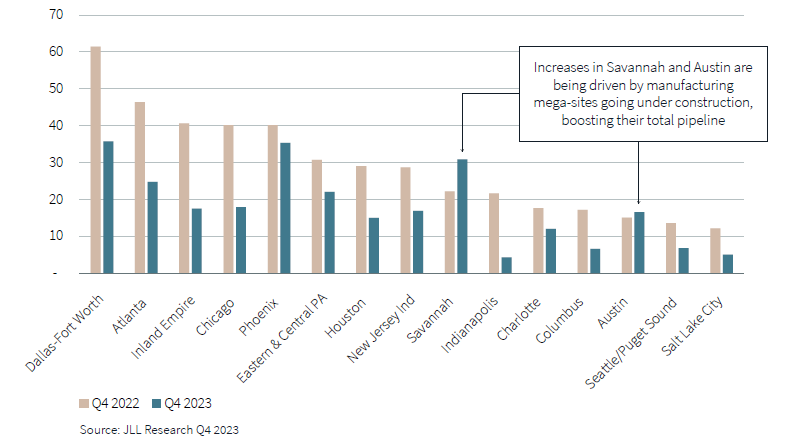 70
60
50
40
30
20
10
-
Increases in Savannah and Austin are
being driven by manufacturing
mega-sites going under construction,
boosting their total pipeline
Dallas-Fort Worth
Atlanta
Inland Empire
Chicago
Phoenix
Eastern & Central PA
Houston
New Jersey Ind
Savannah
Indianapolis
Charlotte
Columbus
Austin
Seattle/Puget Sound
Salt Lake City
Q4 2022 Q4 2023
Source: JLL Research Q4 2023